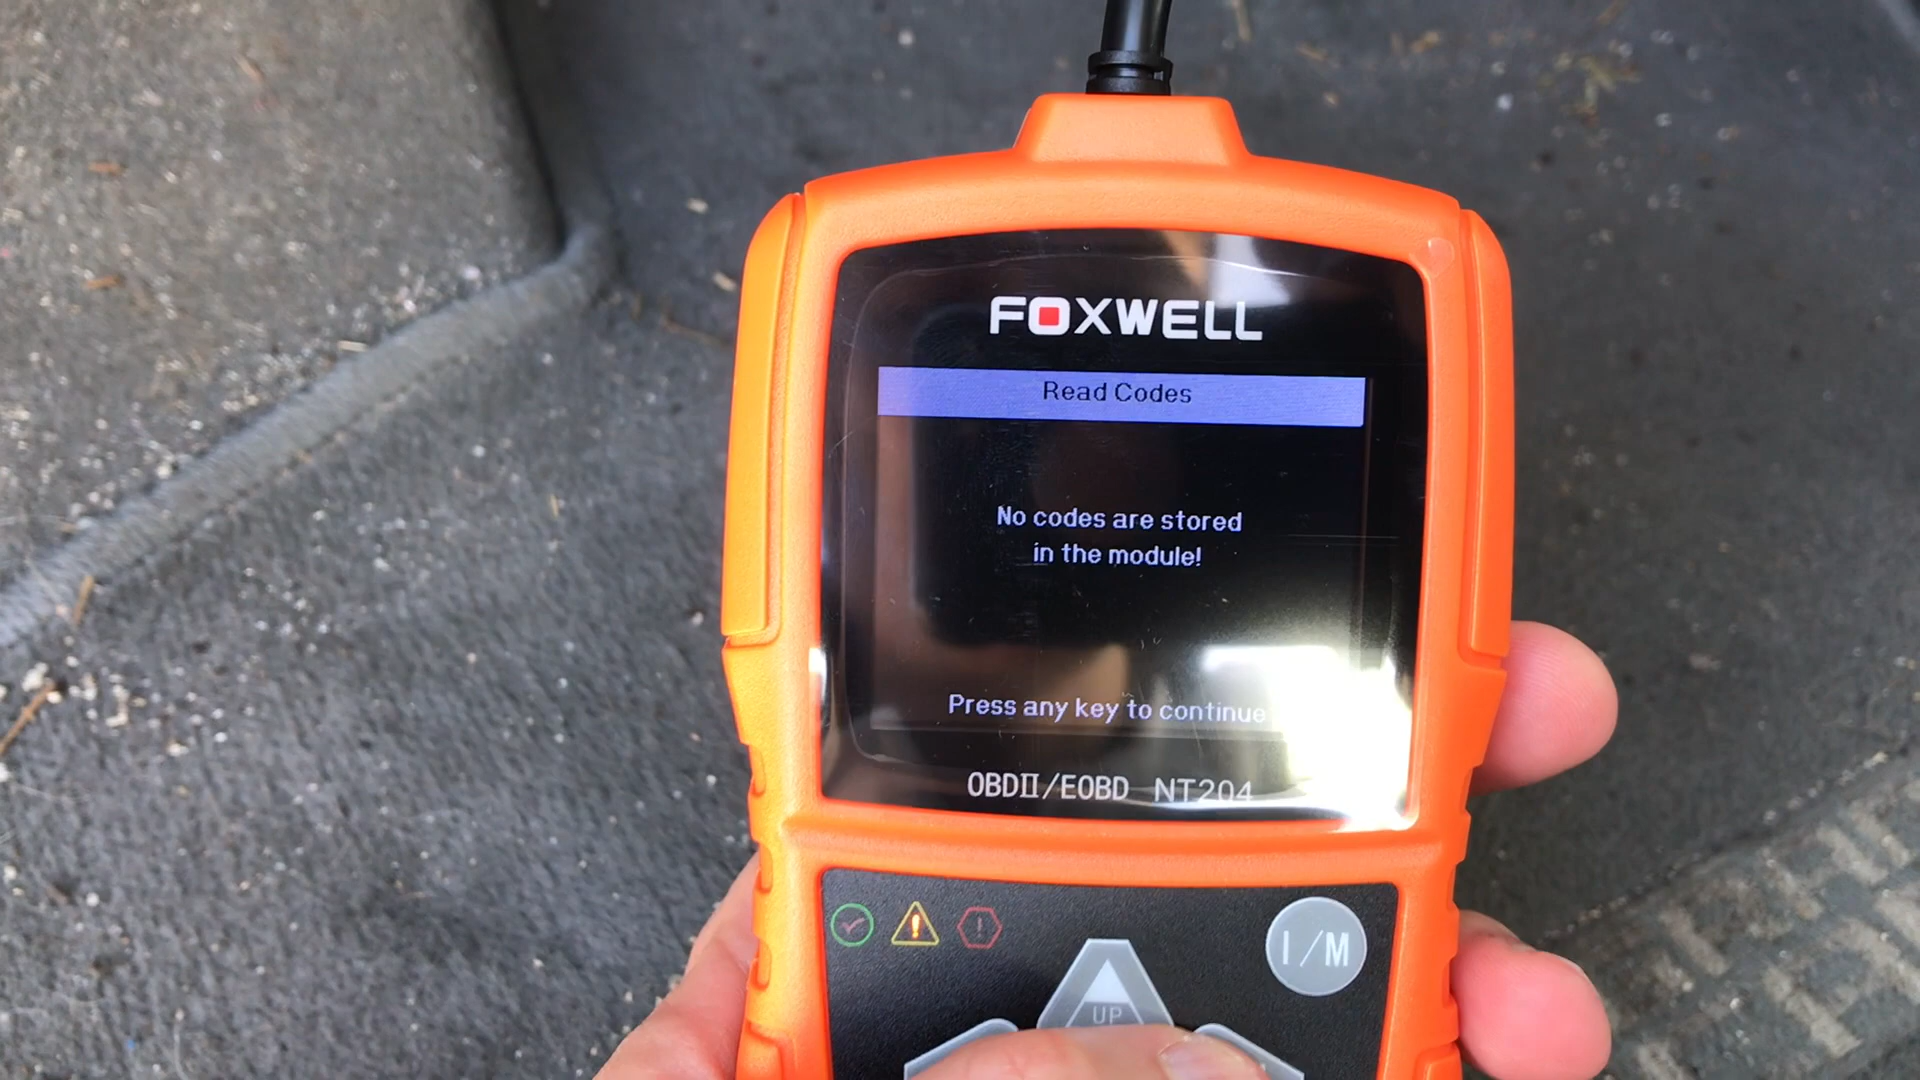 FOXWELL
Read Codes
No codes are stored
in the module!
Press any key to continue
OBDII/EOBD NT204
I/M
UP